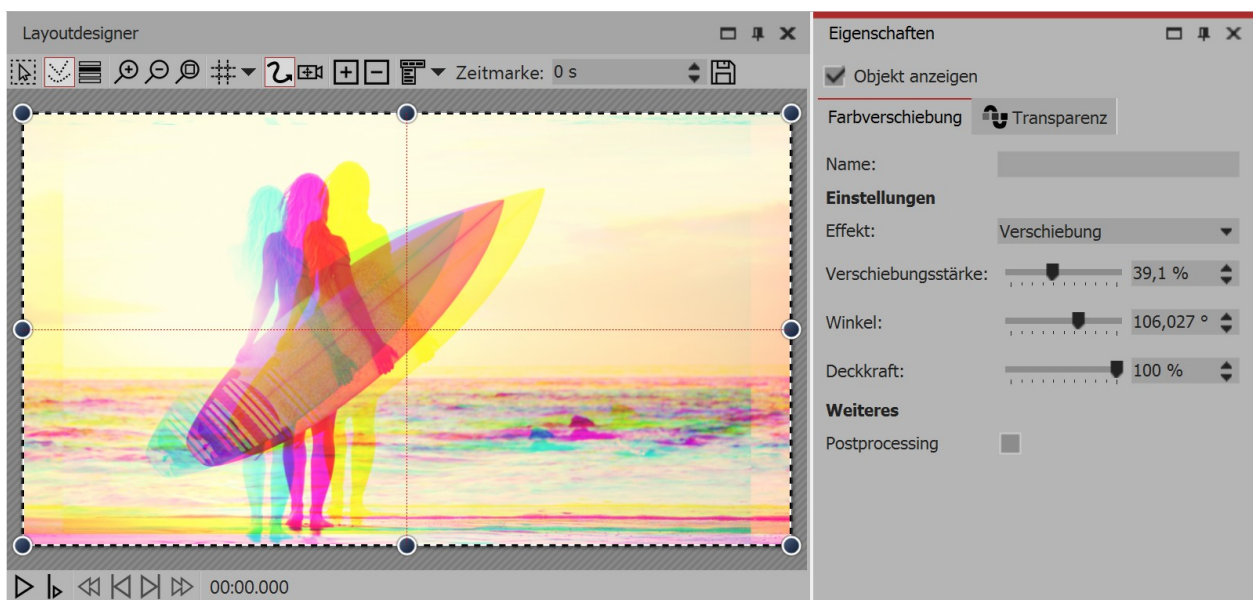 Layoutdesigner
Zeitmarke: 0 s
00:00.000
Eigenschaften
Objekt anzeigen
Farbverschiebung Transparenz
Name:
Einstellungen
Effekt: Verschiebung
Verschiebungsstärke: 39,1 %
Winkel: 106,027 °
Deckkraft: 100 %
Weiteres
Postprocessing